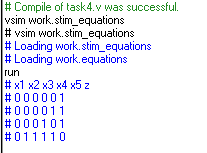 # Compile of task4.v was successful.
vsim work.stim_equations
# vsim work.stim_equations
# Loading work.stim_equations
# Loading work.equations
run
# x1 x2 x3 x4 x5 z
# 0 0 0 0 0 1
# 0 0 0 0 1 1
# 0 0 0 1 0 1
# 0 1 1 1 1 0